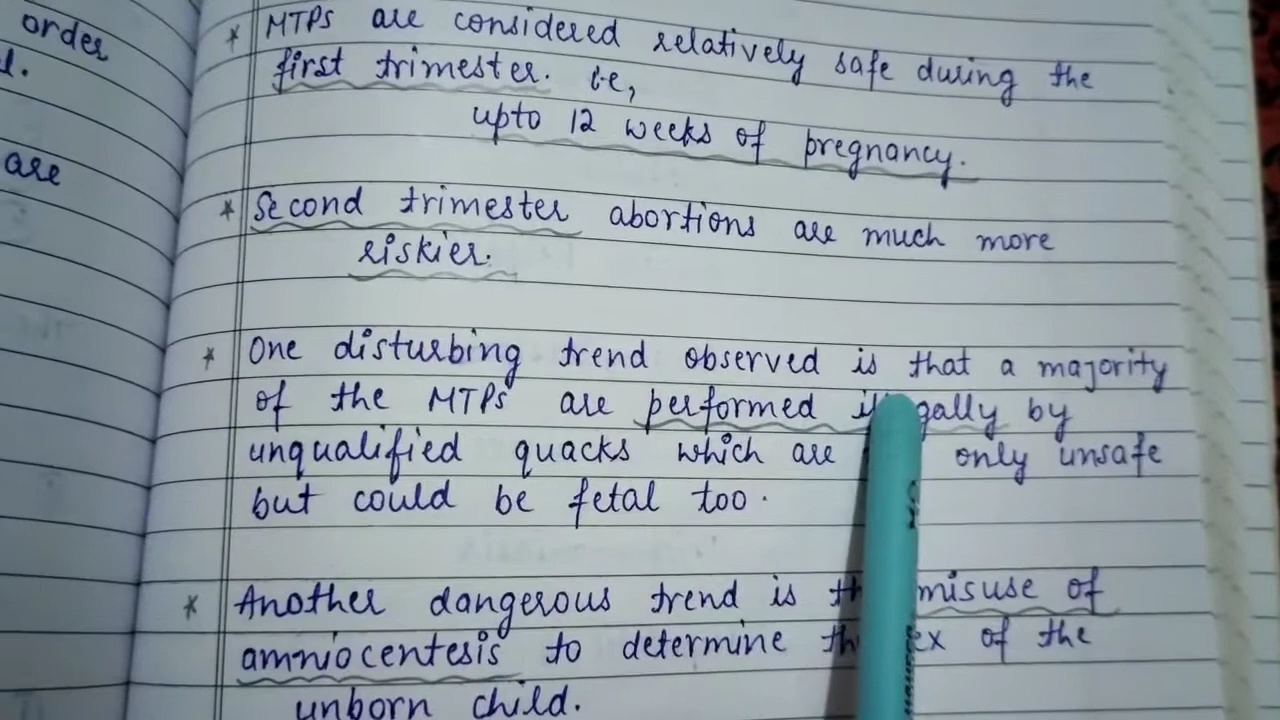 order
are
* MTPs are considered relatively safe during the
first trimester. i.e,
upto 12 weeks of pregnancy.
* Second trimester abortions are much more
riskier.
* One disturbing trend observed is that a majority
of the MTPs are performed by
unqualified quacks which are only unsafe
but could be fetal too.
* Another dangerous trend is misuse of
amniocentesis to determine of the
unborn child.